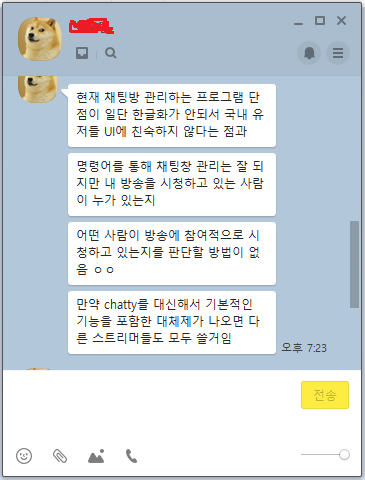 현재 채팅방 관리하는 프로그램 단
점이 일단 한글화가 안되서 국내 유
저들 UI에 친숙하지 않다는 점과
명령어를 통해 채팅창 관리는 잘 되
지만 내 방송을 시청하고 있는 사람
이 누가 있는지
어떤 사람이 방송에 참여적으로 시
청하고 있는지를 판단할 방법이 없
음 ㅇㅇ
만약 chatty를 대신해서 기본적인
기능을 포함한 대체제가 나오면 다
른 스트리머들도 모두 쓸거임
오후 7:23
전송